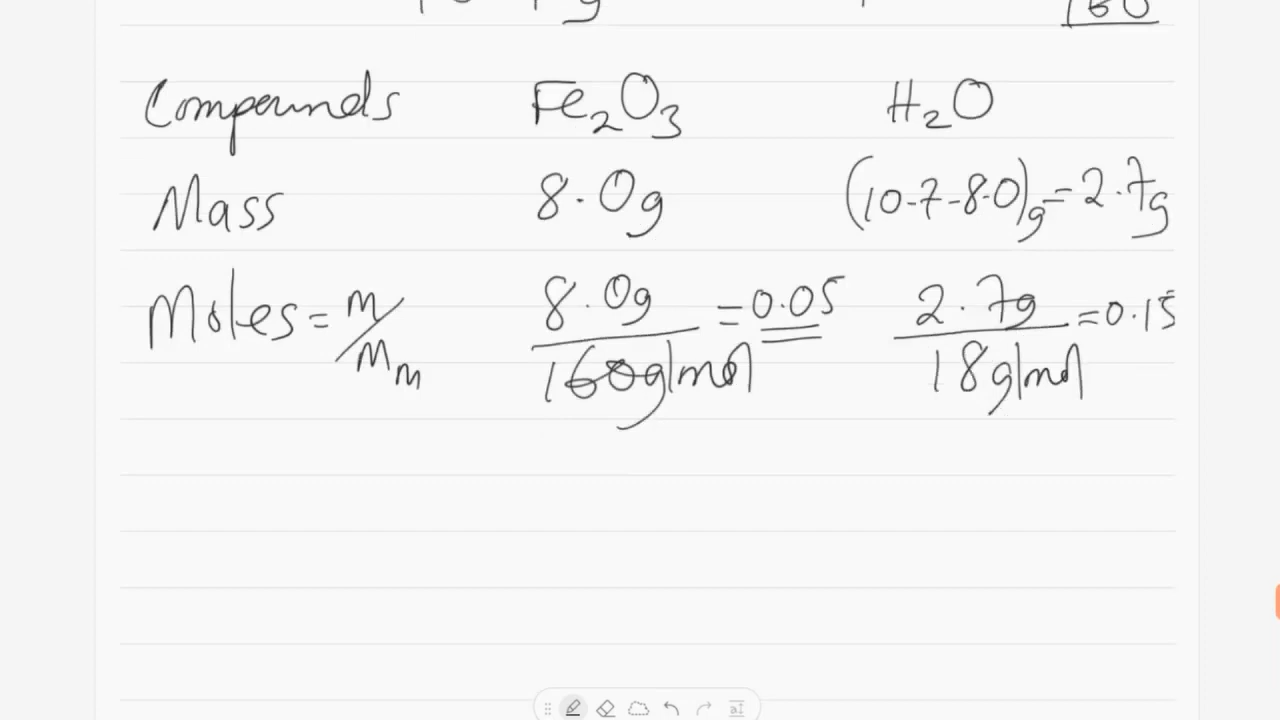 160
Compounds Fe₂O₃ H₂O
Mass 8.0g (10.7-8.0)g=2.7g
Moles = m/Mm 8.0g/160g/mol = 0.05 2.7g/18g/mol = 0.15